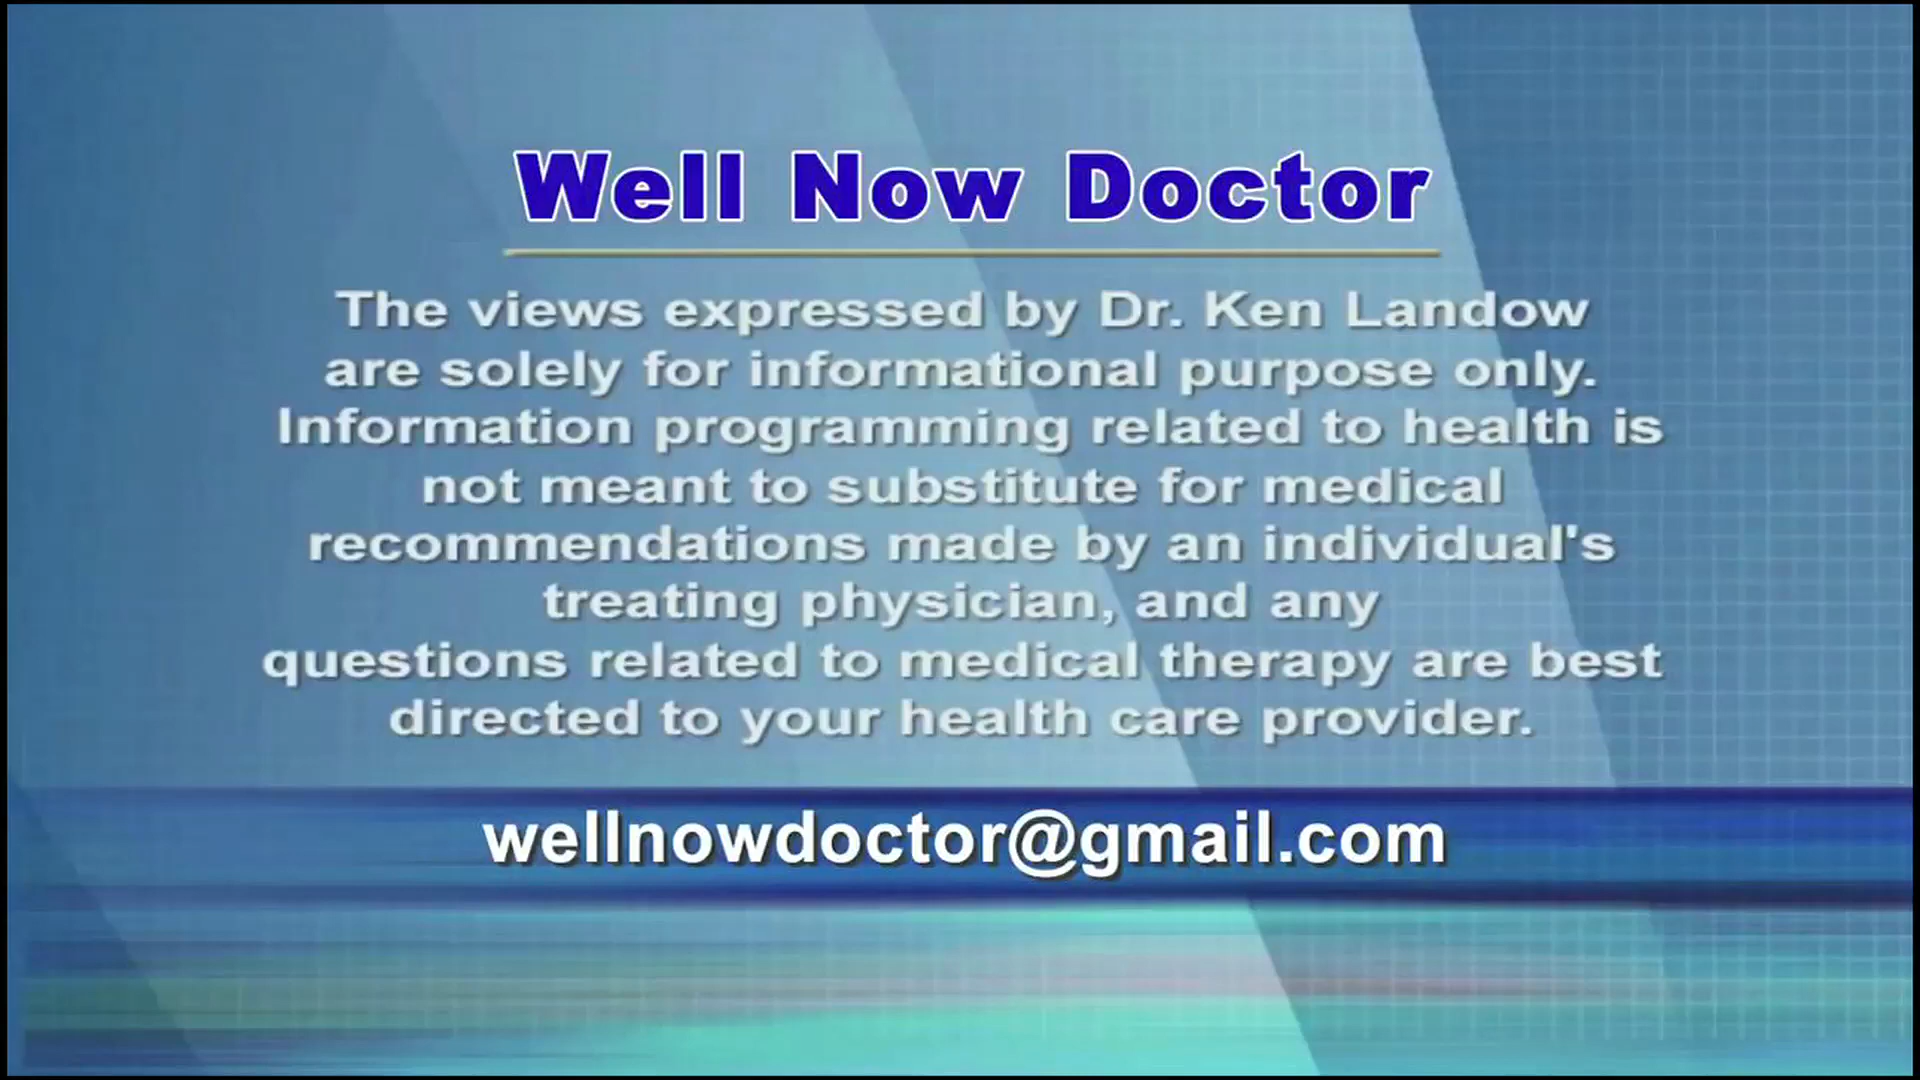 Well Now Doctor
The views expressed by Dr. Ken Landow
are solely for informational purpose only.
Information programming related to health is
not meant to substitute for medical
recommendations made by an individual's
treating physician, and any
questions related to medical therapy are best
directed to your health care provider.
wellnowdoctor@gmail.com